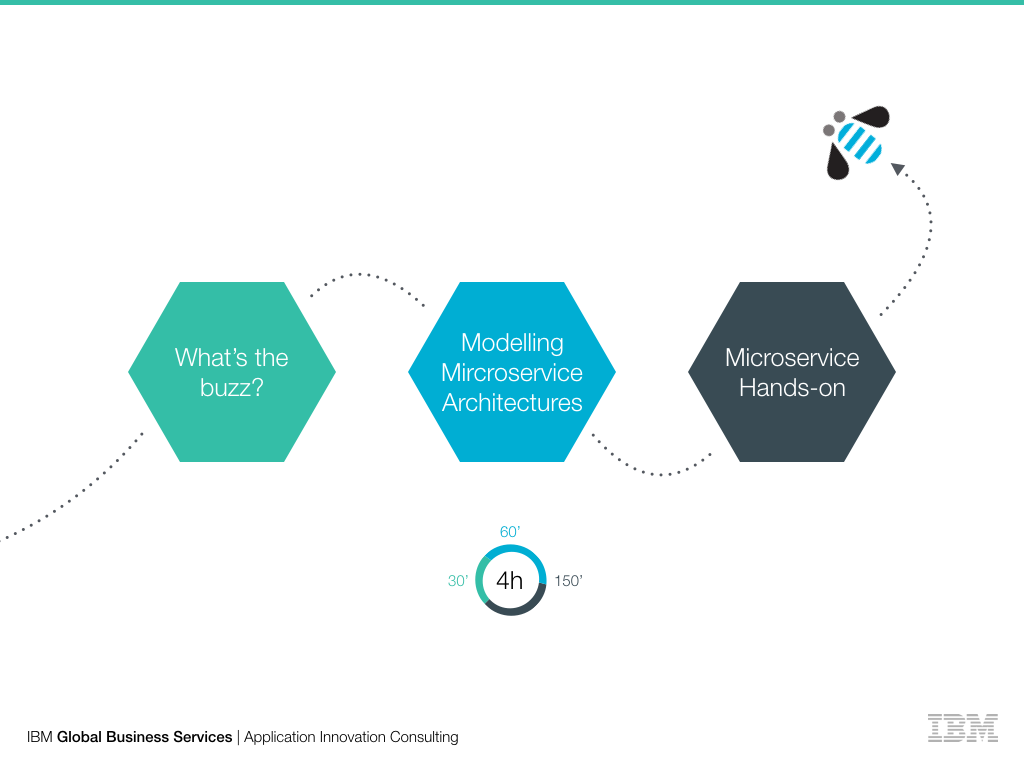 What's the
buzz?
Modelling
Mircroservice
Architectures
Microservice
Hands-on
60'
30'
4h
150'
IBM Global Business Services | Application Innovation Consulting
IBM